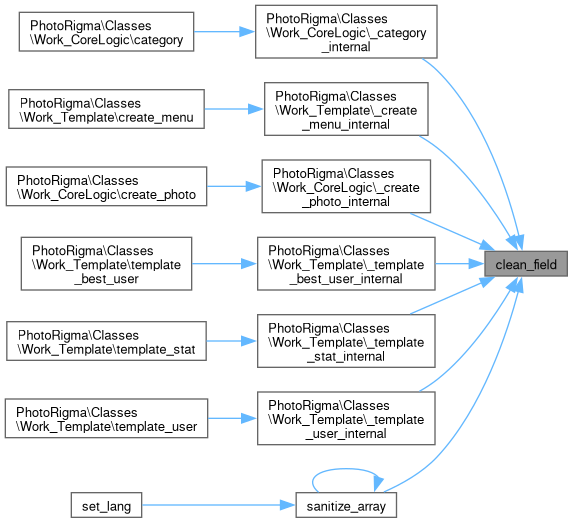 PhotoRigma\Classes
\Work_CoreLogic\category
PhotoRigma\Classes
\Work_CoreLogic\_category
_internal
PhotoRigma\Classes
\Work_Template\create_menu
PhotoRigma\Classes
\Work_Template\_create
_menu_internal
PhotoRigma\Classes
\Work_CoreLogic\create_photo
PhotoRigma\Classes
\Work_CoreLogic\_create
_photo_internal
PhotoRigma\Classes
\Work_Template\template
_best_user
PhotoRigma\Classes
\Work_Template\_template
_best_user_internal
clean_field
PhotoRigma\Classes
\Work_Template\template_stat
PhotoRigma\Classes
\Work_Template\_template
_stat_internal
PhotoRigma\Classes
\Work_Template\template_user
PhotoRigma\Classes
\Work_Template\_template
_user_internal
set_lang
sanitize_array